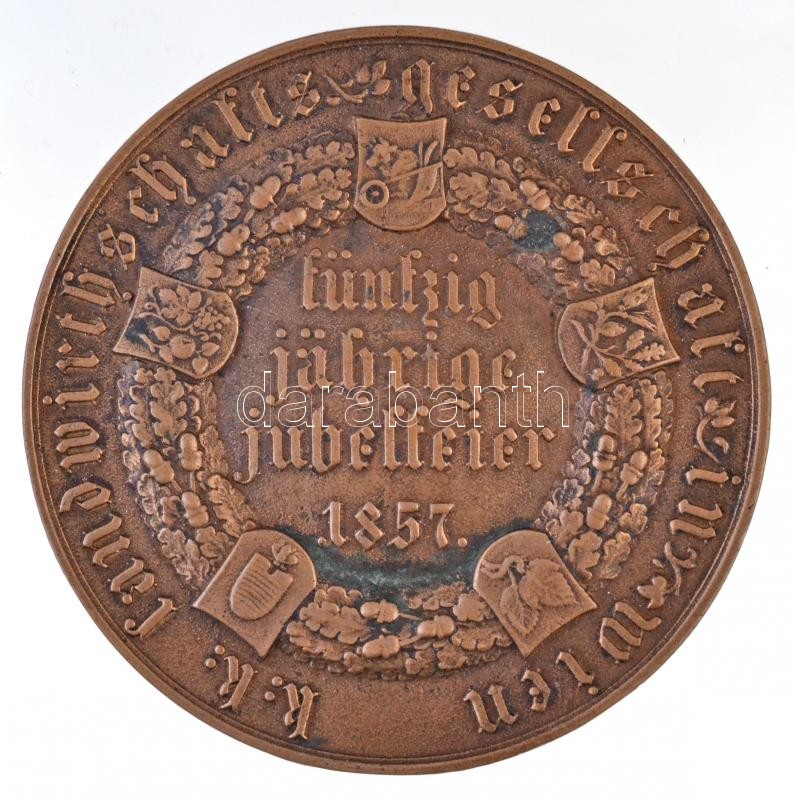 k: k: landwirthschafts gesellschaft in wien
fünfzig
jährige
jubelfeier
.1857.
darabanth